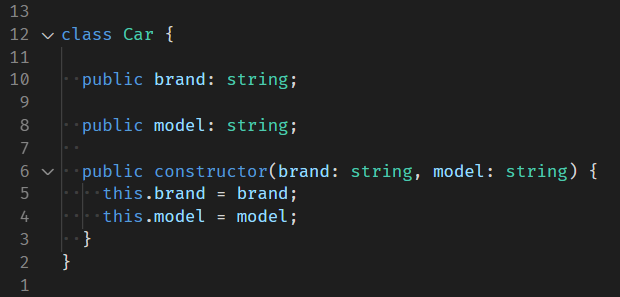 13
12 class Car {
11
10 public brand: string;
9
8 public model: string;
7
6 public constructor(brand: string, model: string) {
5 this.brand = brand;
4 this.model = model;
3 }
2 }
1